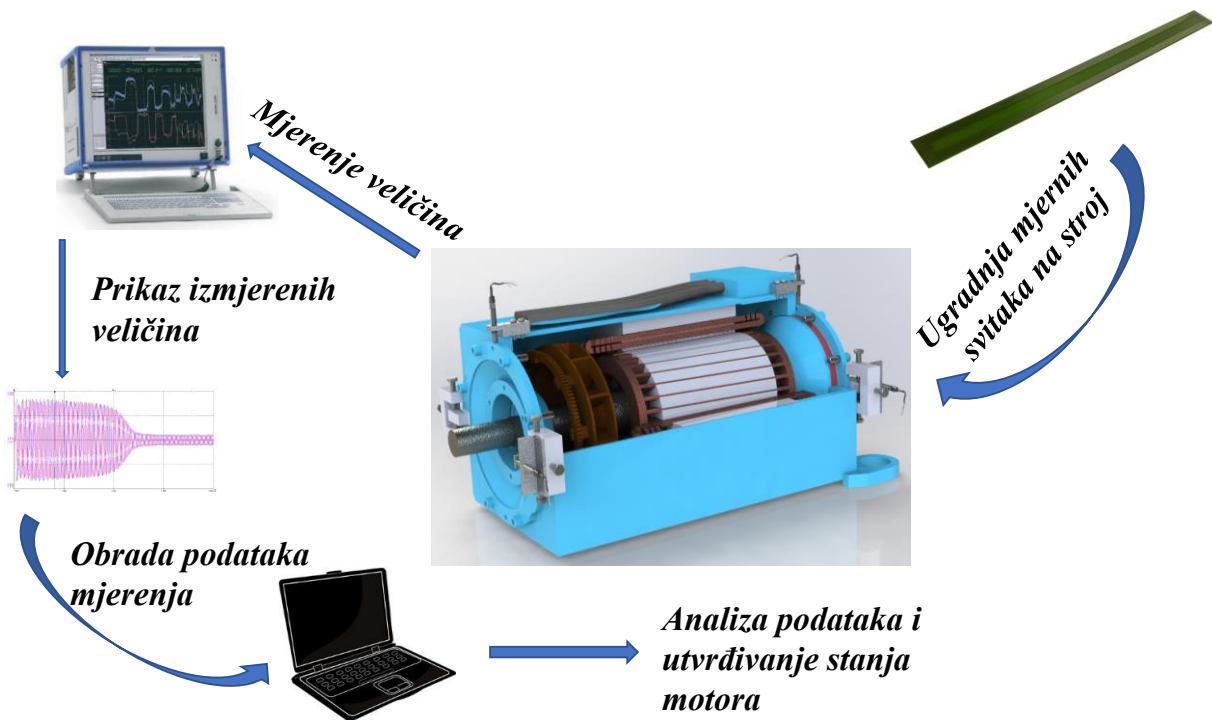 Mjerenje veličina
Ugradnja mjernih
svitaka na stroj
Prikaz izmjerenih
veličina
Obrada podataka
mjerenja
Analiza podataka i
utvrđivanje stanja
motora